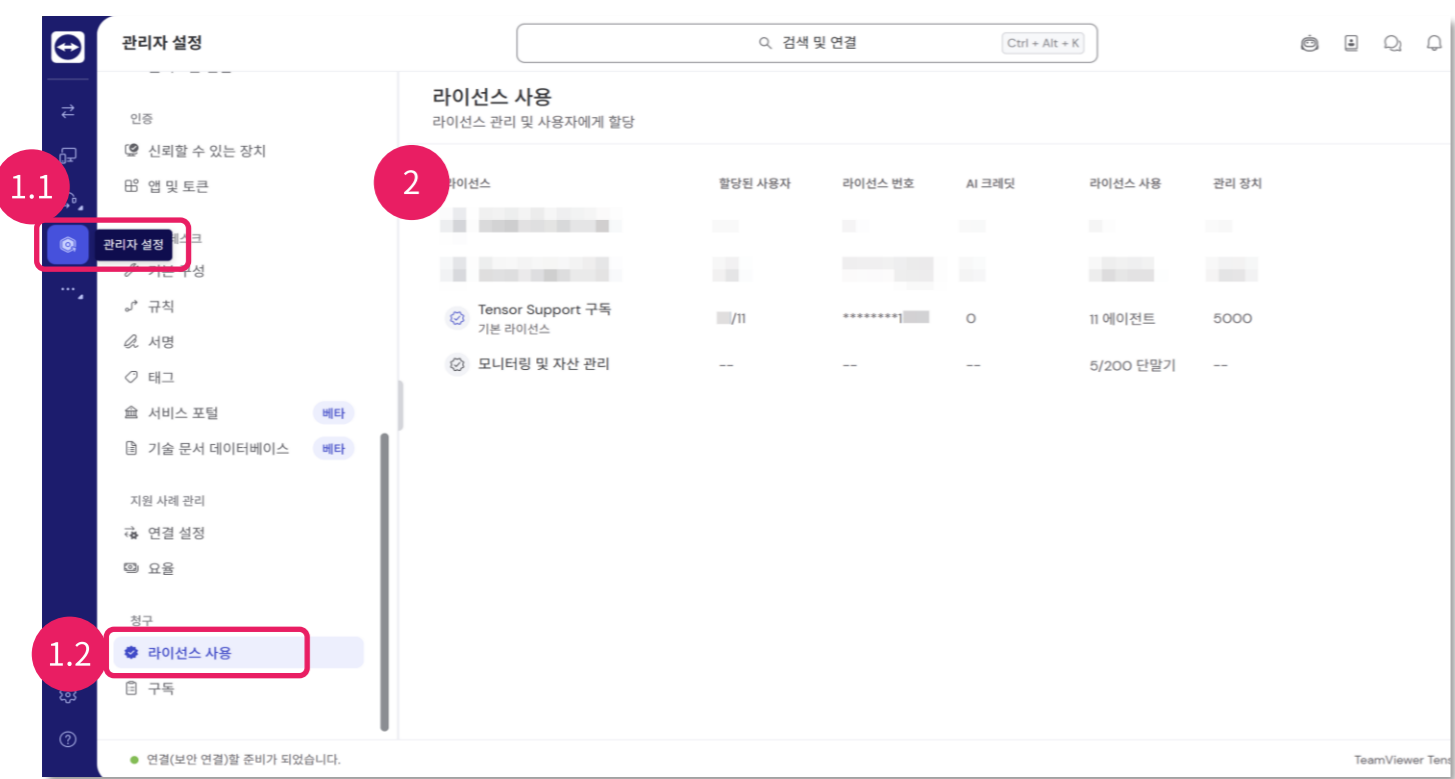 관리자 설정
검색 및 연결
Ctrl + Alt + K
인증
신뢰할 수 있는 장치
앱 및 토큰
1.1
관리자 설정
기본 구성
규칙
서명
태그
서비스 포털 베타
기술 문서 데이터베이스 베타
지원 사례 관리
연결 설정
요율
청구
1.2
라이선스 사용
구독
라이선스 사용
라이선스 관리 및 사용자에게 할당
2
라이선스 할당된 사용자 라이선스 번호 AI 크레딧 라이선스 사용 관리 장치
Tensor Support 구독
기본 라이선스
/11 ********1 0 11 에이전트 5000
모니터링 및 자산 관리 -- -- -- 5/200 단말기 --
연결(보안 연결)할 준비가 되었습니다.
TeamViewer